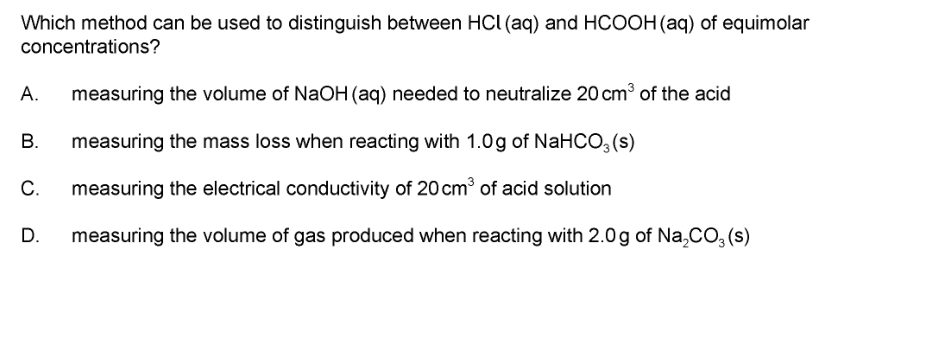 Which method can be used to distinguish between HCl (aq) and HCOOH (aq) of equimolar
concentrations?
A. measuring the volume of NaOH (aq) needed to neutralize 20 cm³ of the acid
B. measuring the mass loss when reacting with 1.0 g of NaHCO₃ (s)
C. measuring the electrical conductivity of 20 cm³ of acid solution
D. measuring the volume of gas produced when reacting with 2.0 g of Na₂CO₃ (s)